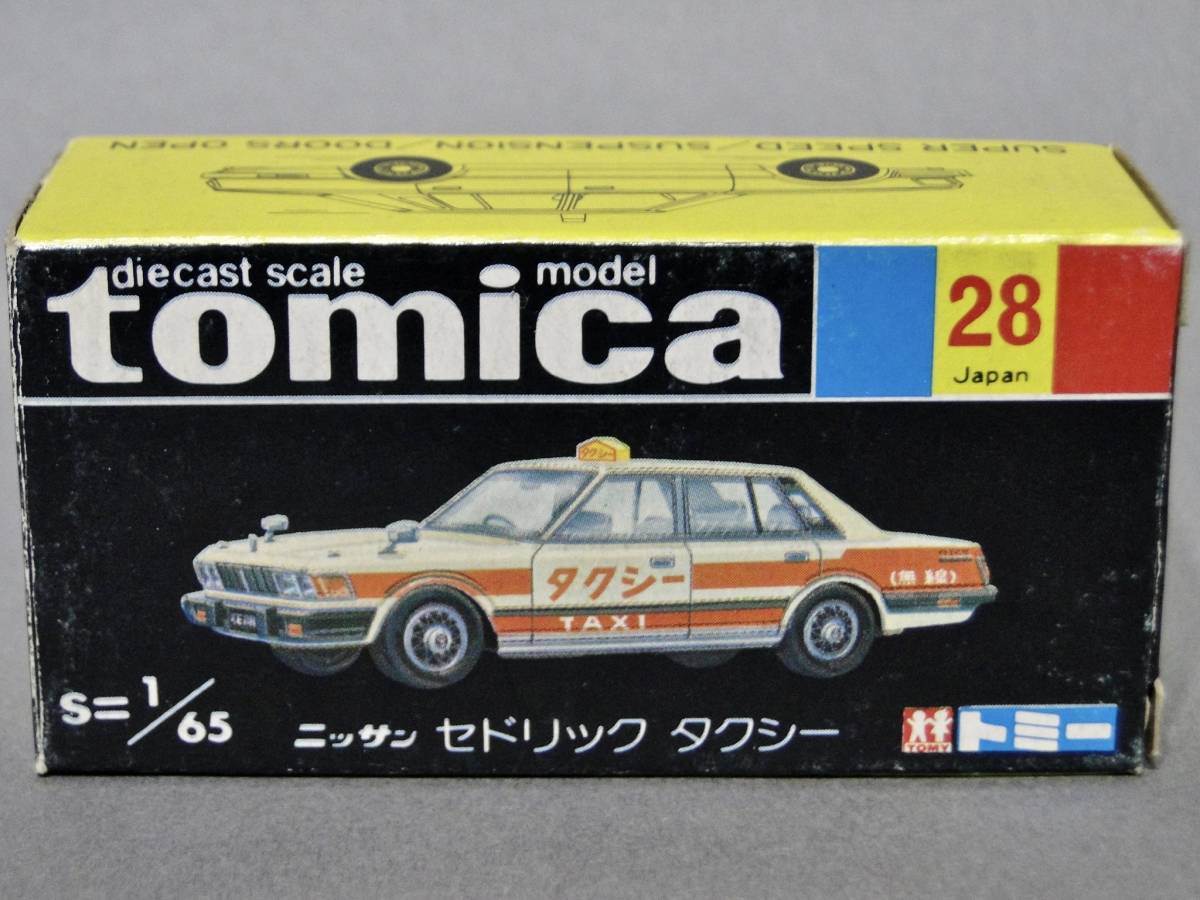 SUPER SPEED/SUSPENSION/DOORS OPEN
diecast scale model
tomica
28
Japan
タクシー
タクシー
(無線)
TAXI
S=1/65
ニッサン セドリック タクシー
TOMY
トミー